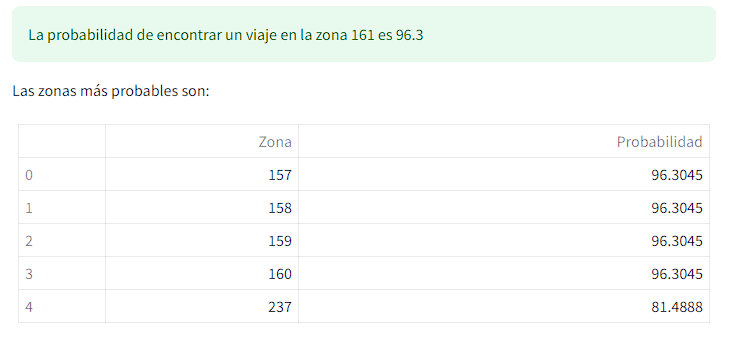 La probabilidad de encontrar un viaje en la zona 161 es 96.3
Las zonas más probables son:
Zona Probabilidad
0 157 96.3045
1 158 96.3045
2 159 96.3045
3 160 96.3045
4 237 81.4888